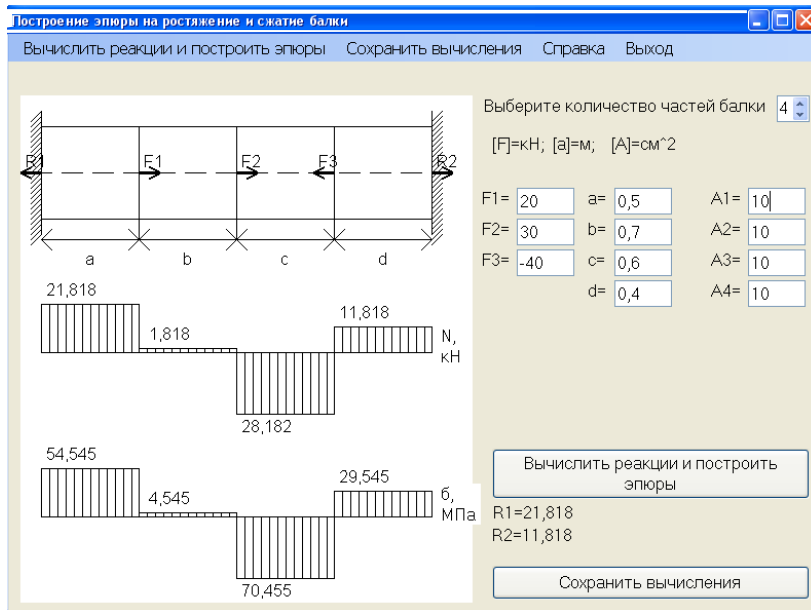 Построение эпюры на ростяжение и сжатие балки
Вычислить реакции и построить эпюры Сохранить вычисления Справка Выход
Выберите количество частей балки 4
[F]=кН; [a]=м; [A]=см^2
R1 F1 F2 F3 R2
a b c d
F1= 20 a= 0,5 A1= 10
F2= 30 b= 0,7 A2= 10
F3= -40 c= 0,6 A3= 10
d= 0,4 A4= 10
21,818
1,818
11,818
N,
кН
28,182
54,545
4,545
29,545
б,
МПа
70,455
Вычислить реакции и построить
эпюры
R1=21,818
R2=11,818
Сохранить вычисления